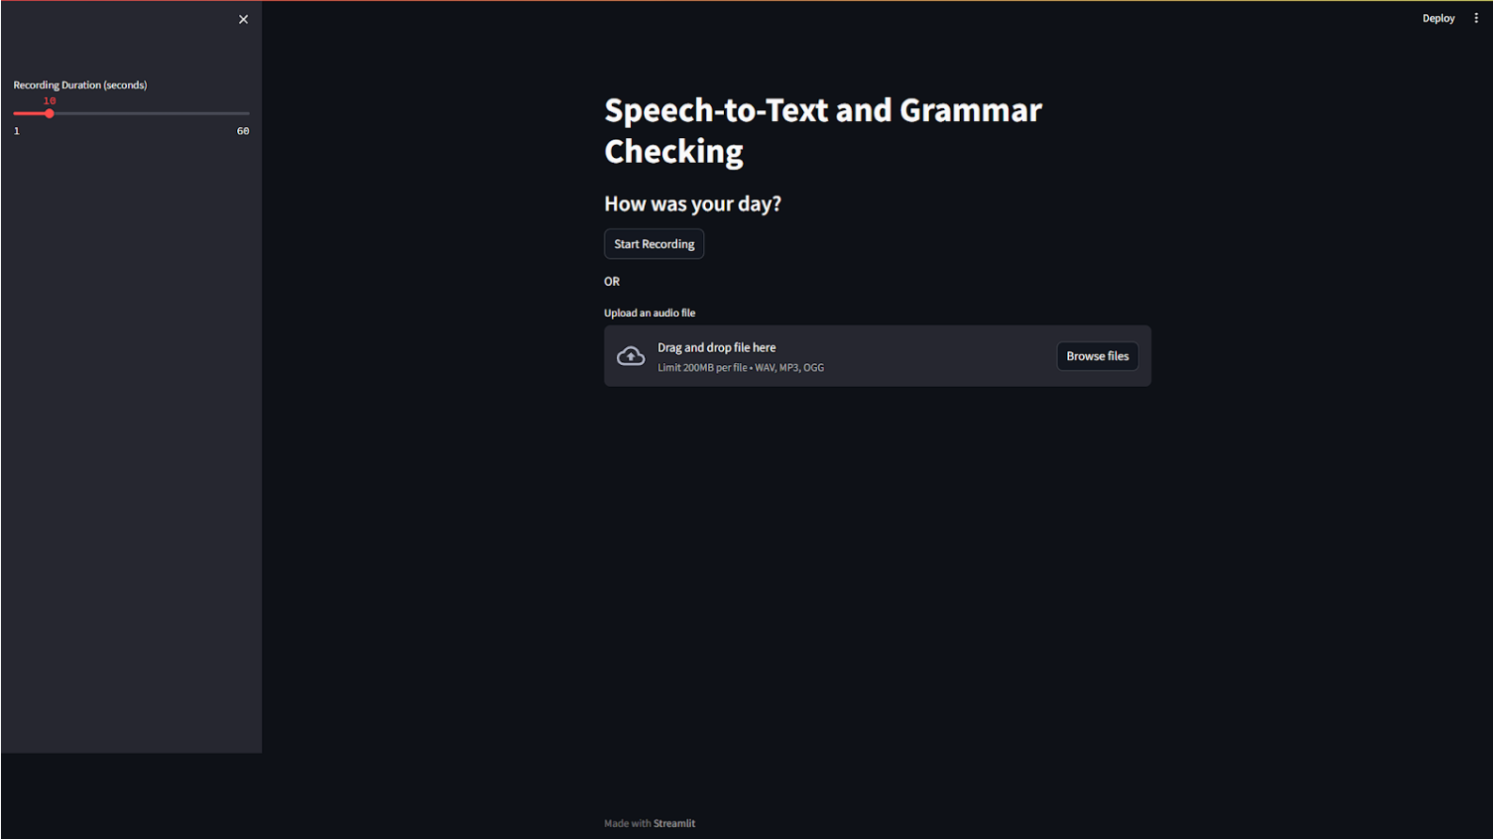 Deploy
Recording Duration (seconds)
10
1 60
Speech-to-Text and Grammar
Checking
How was your day?
Start Recording
OR
Upload an audio file
Drag and drop file here
Limit 200MB per file • WAV, MP3, OGG
Browse files
Made with Streamlit